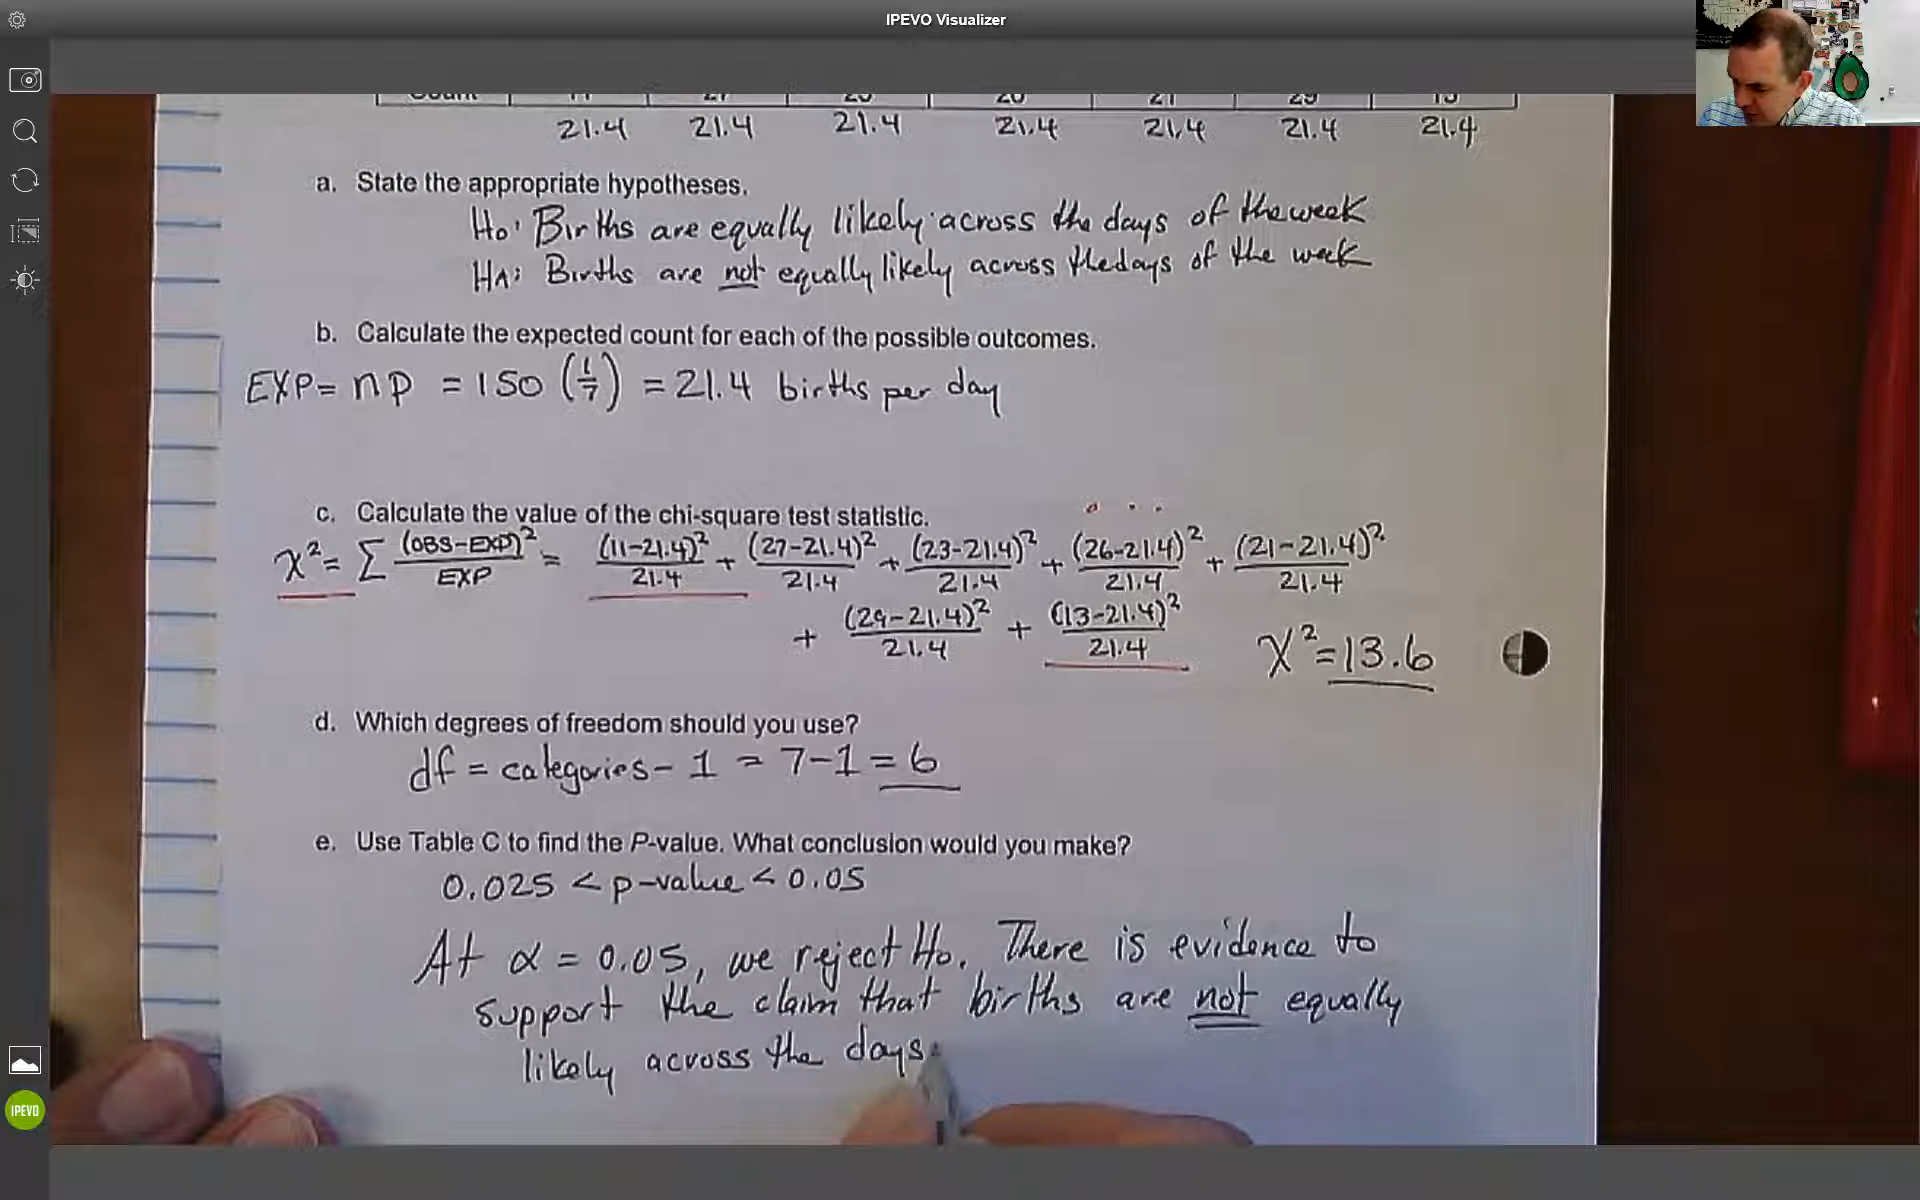 IPEVO Visualizer
21.4 21.4 21.4 21.4 21.4 21.4 21.4
a. State the appropriate hypotheses.
Ho: Births are equally likely across the days of the week
HA: Births are not equally likely across the days of the week
b. Calculate the expected count for each of the possible outcomes.
EXP = np = 150 (1/7) = 21.4 births per day
c. Calculate the value of the chi-square test statistic.
χ² = Σ (OBS-EXP)²/EXP = (11-21.4)²/21.4 + (27-21.4)²/21.4 + (23-21.4)²/21.4 + (26-21.4)²/21.4 + (21-21.4)²/21.4
+ (29-21.4)²/21.4 + (13-21.4)²/21.4 χ² = 13.6
d. Which degrees of freedom should you use?
df = categories - 1 = 7-1 = 6
e. Use Table C to find the P-value. What conclusion would you make?
0.025 < p-value < 0.05
At α = 0.05, we reject Ho. There is evidence to
support the claim that births are not equally
likely across the days.
IPEVO